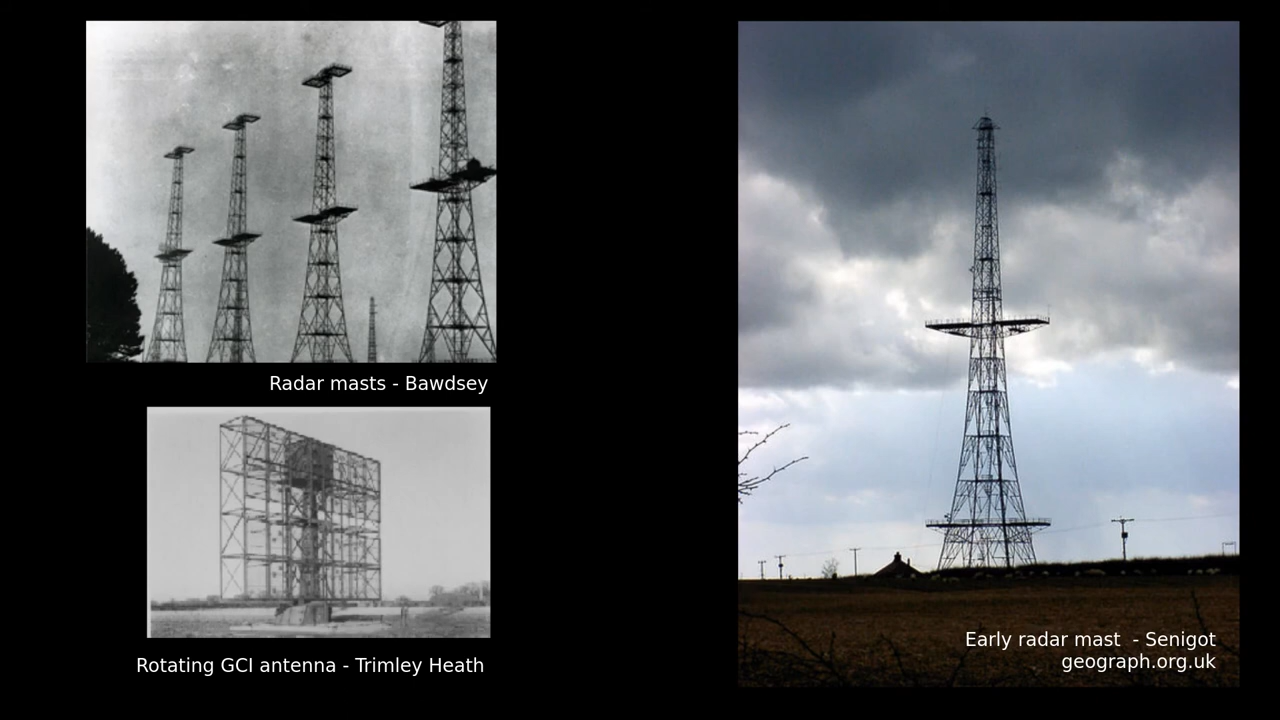 Radar masts - Bawdsey
Rotating GCI antenna - Trimley Heath
Early radar mast  - Senigot
geograph.org.uk